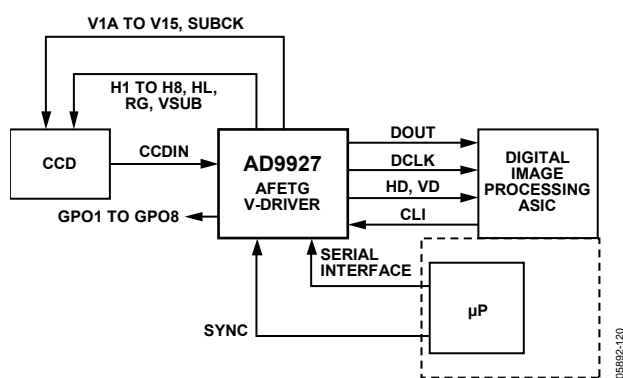 V1A TO V15, SUBCK
H1 TO H8, HL,
RG, VSUB
CCD
CCDIN
AD9927
AFETG
V-DRIVER
DOUT
DCLK
HD, VD
CLI
DIGITAL
IMAGE
PROCESSING
ASIC
GPO1 TO GPO8
SERIAL
INTERFACE
µP
SYNC
05892-120